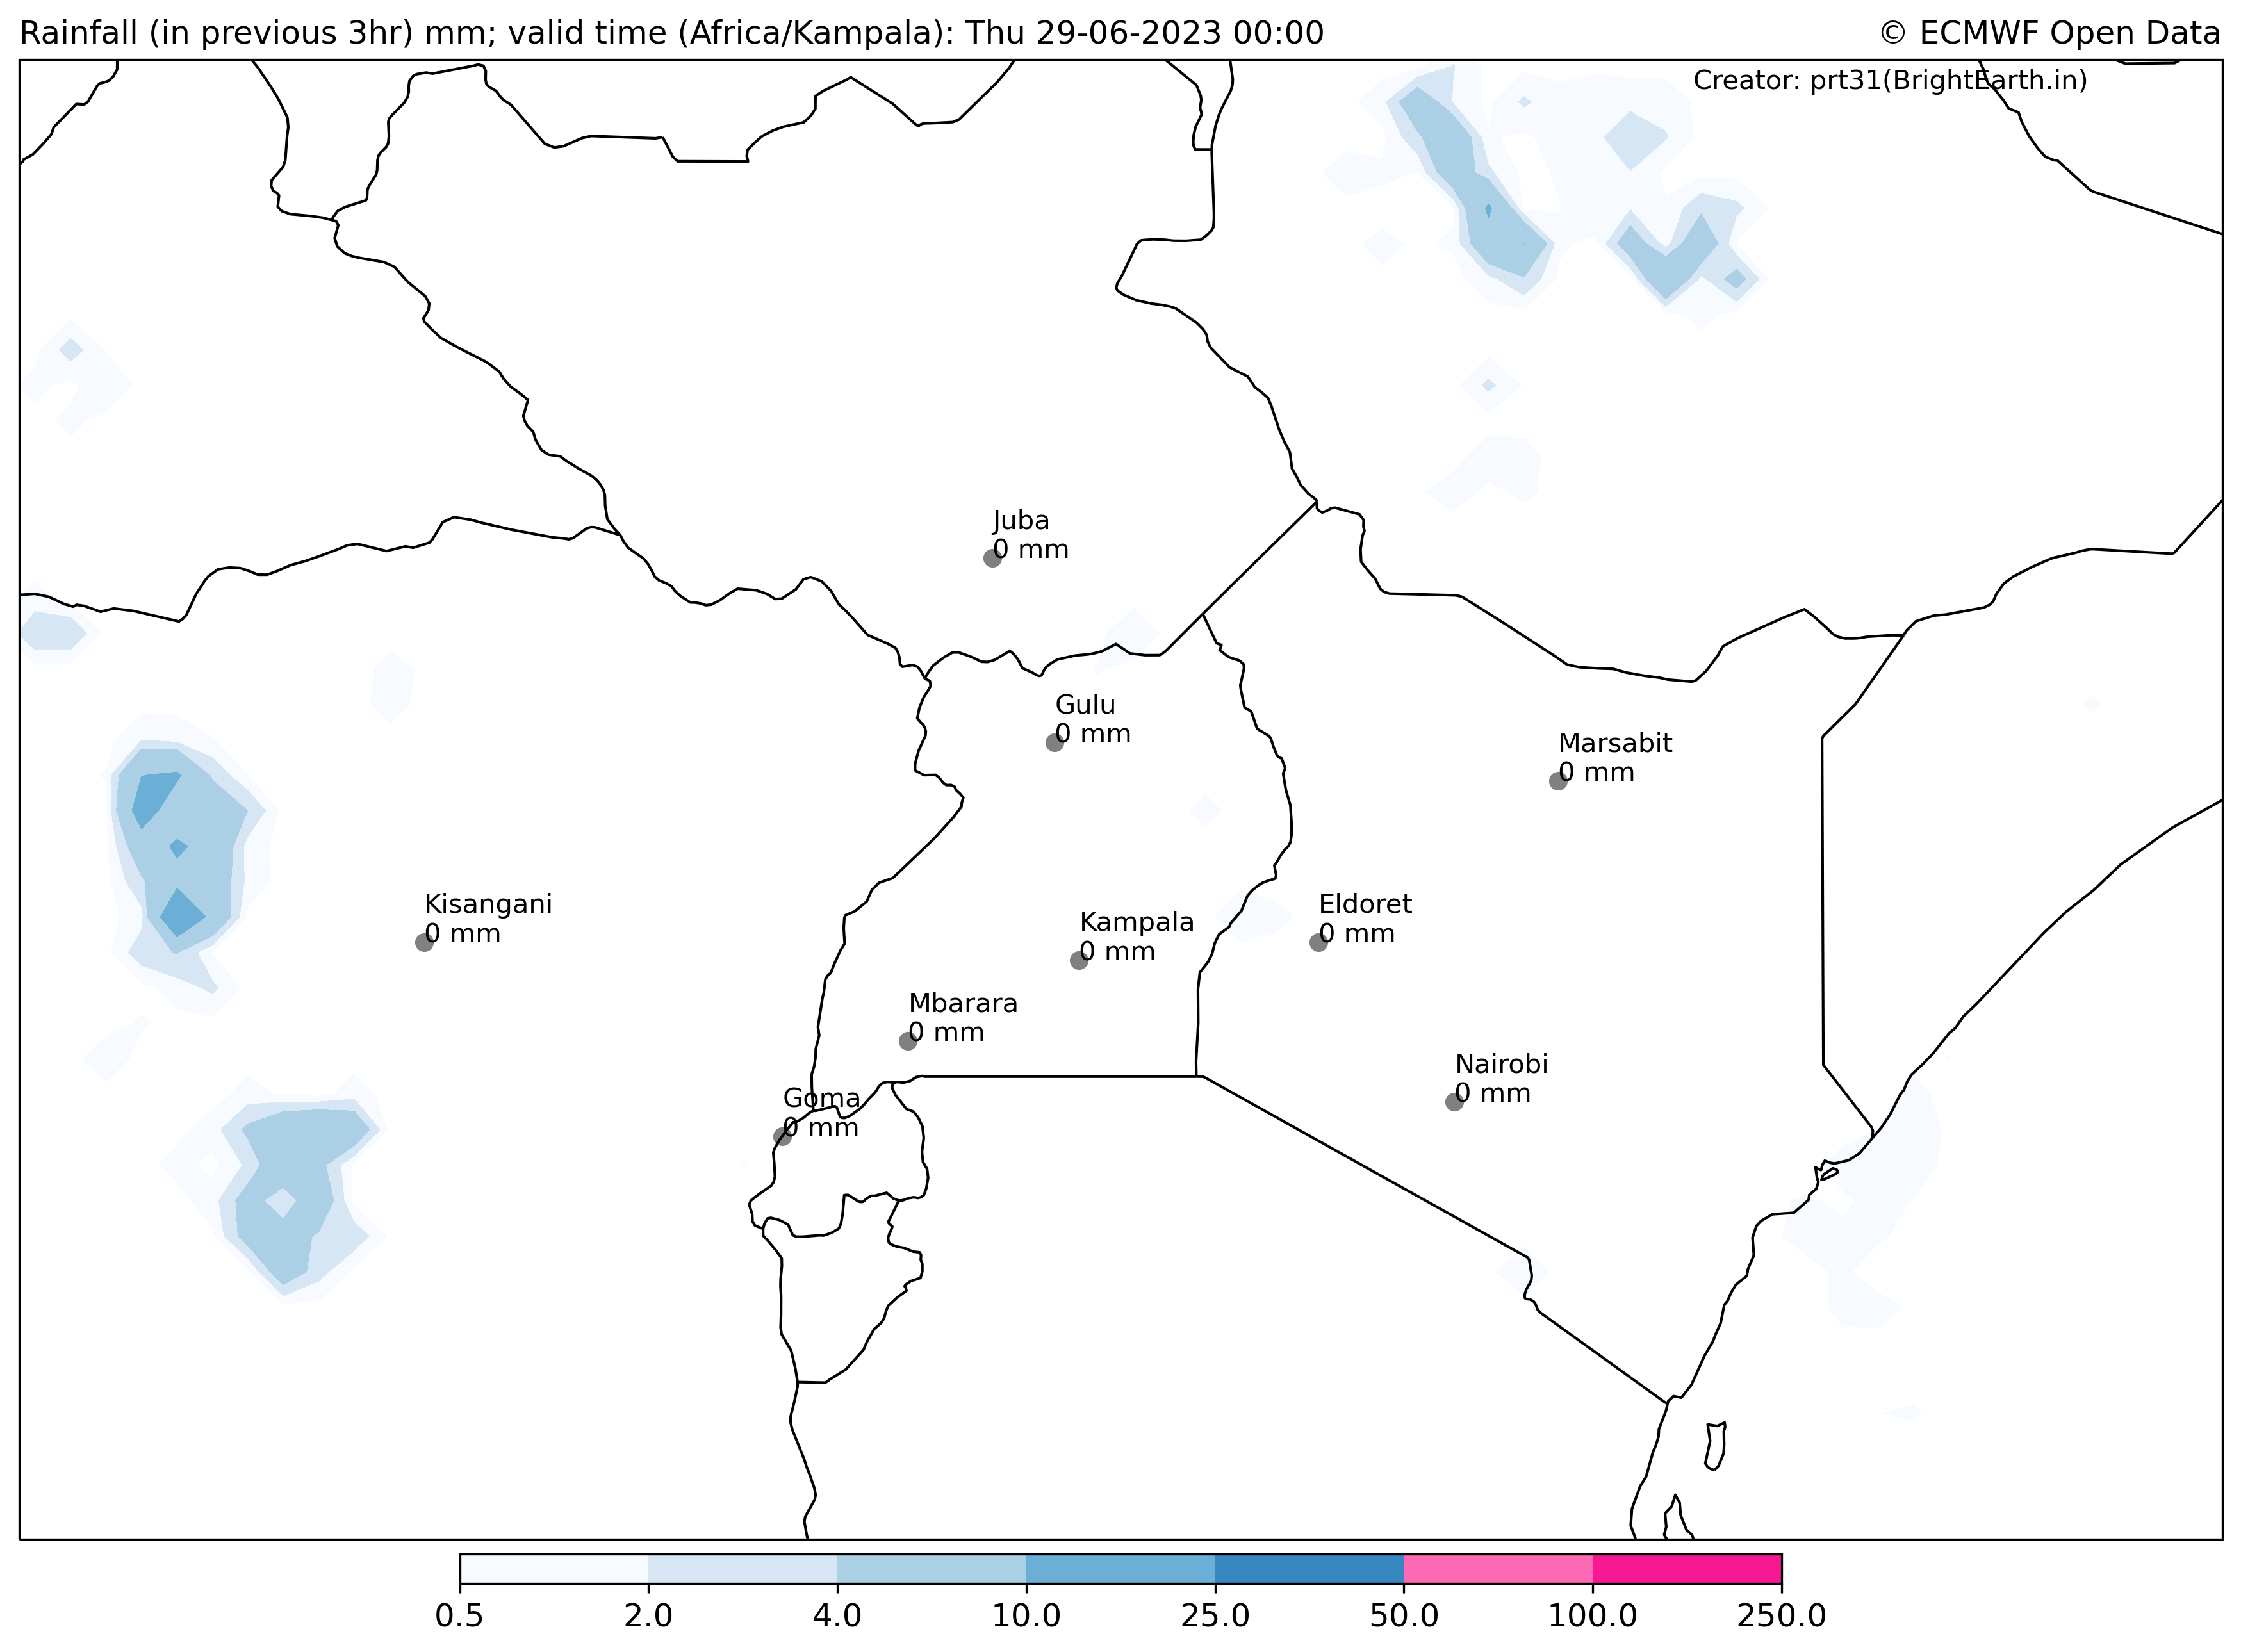 Rainfall (in previous 3hr) mm; valid time (Africa/Kampala): Thu 29-06-2023 00:00
© ECMWF Open Data
Creator: prt31(BrightEarth.in)
Juba
0 mm
Gulu
0 mm
Marsabit
0 mm
Kisangani
0 mm
Kampala
0 mm
Eldoret
0 mm
Mbarara
0 mm
Nairobi
0 mm
Goma
0 mm
0.5 2.0 4.0 10.0 25.0 50.0 100.0 250.0